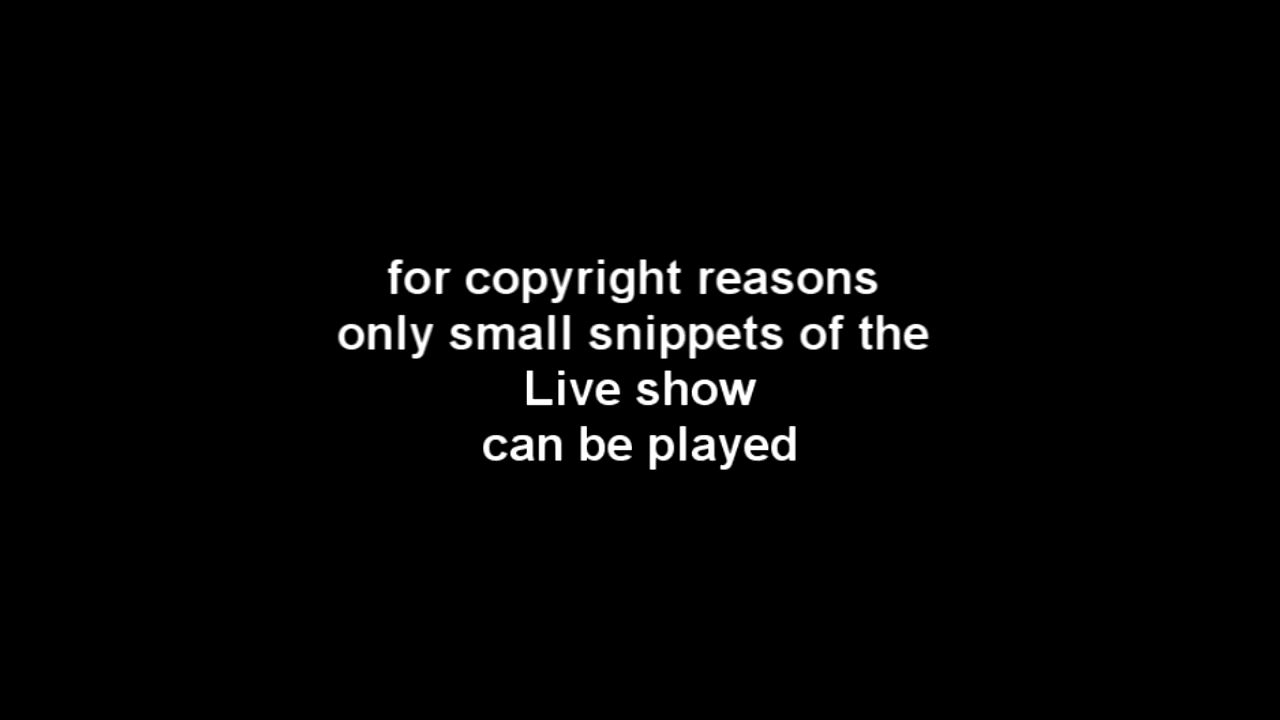 for copyright reasons
only small snippets of the
Live show
can be played